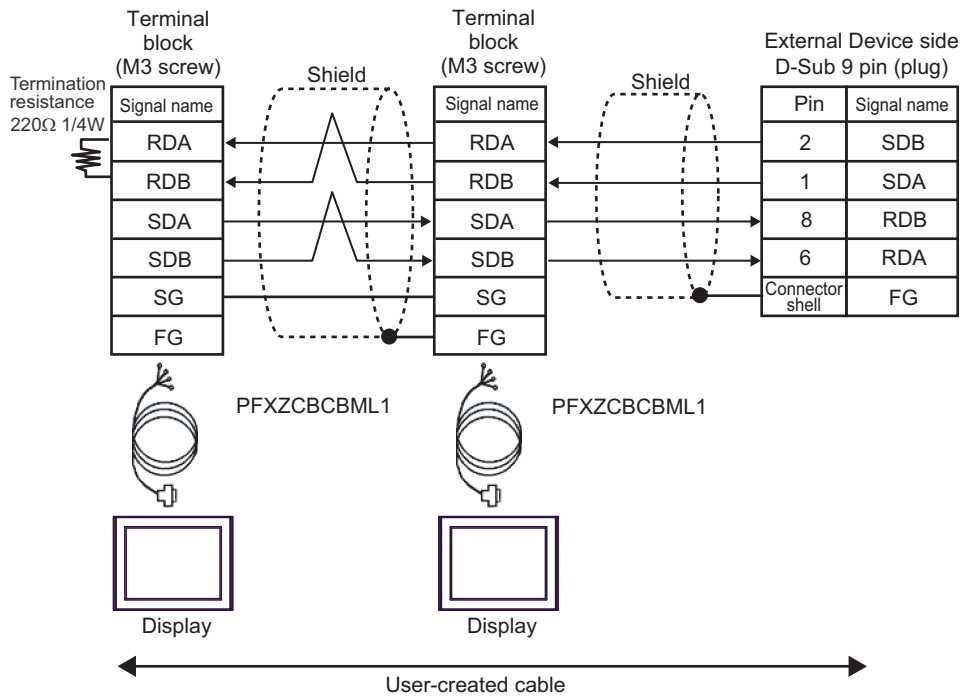 Terminal
block
(M3 screw)
Terminal
block
(M3 screw)
External Device side
D-Sub 9 pin (plug)
Termination
resistance
220Ω 1/4W
Shield
Shield
Signal name
RDA
RDB
SDA
SDB
SG
FG
Signal name
RDA
RDB
SDA
SDB
SG
FG
Pin Signal name
2 SDB
1 SDA
8 RDB
6 RDA
Connector
shell FG
PFXZCBCBML1
PFXZCBCBML1
Display
Display
User-created cable